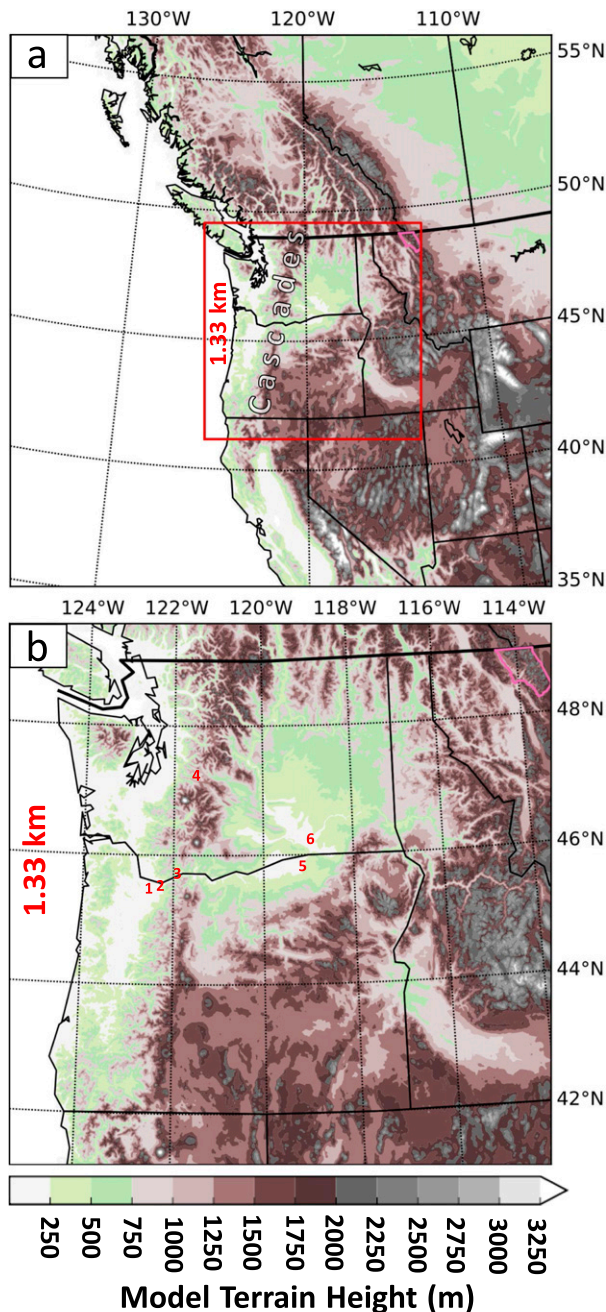 130°W 120°W 110°W
a
55°N
50°N
45°N
40°N
35°N
Cascades
1.33 km
124°W 122°W 120°W 118°W 116°W 114°W
b
48°N
46°N
44°N
42°N
4
6
5
3
1 2
1.33 km
250 500 750 1000 1250 1500 1750 2000 2250 2500 2750 3000 3250
Model Terrain Height (m)